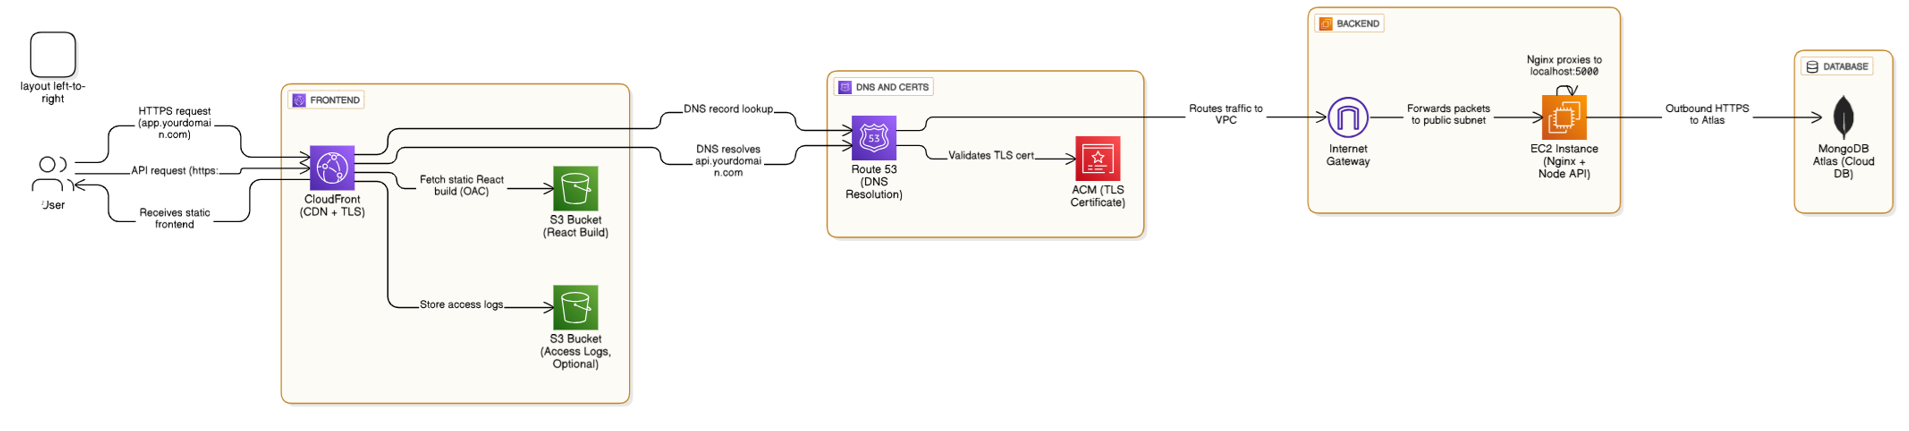 layout left-to-
right
HTTPS request
(app.yourdomai
n.com)
API request (https:
Receives static
frontend
User
FRONTEND
CloudFront
(CDN + TLS)
Fetch static React
build (OAC)
S3 Bucket
(React Build)
Store access logs
S3 Bucket
(Access Logs,
Optional)
DNS record lookup
DNS resolves
api.yourdomai
n.com
DNS AND CERTS
53
Route 53
(DNS
Resolution)
Validates TLS cert
ACM (TLS
Certificate)
Routes traffic to
VPC
BACKEND
Internet
Gateway
Forwards packets
to public subnet
Nginx proxies to
localhost:5000
EC2 Instance
(Nginx +
Node API)
Outbound HTTPS
to Atlas
DATABASE
MongoDB
Atlas (Cloud
DB)